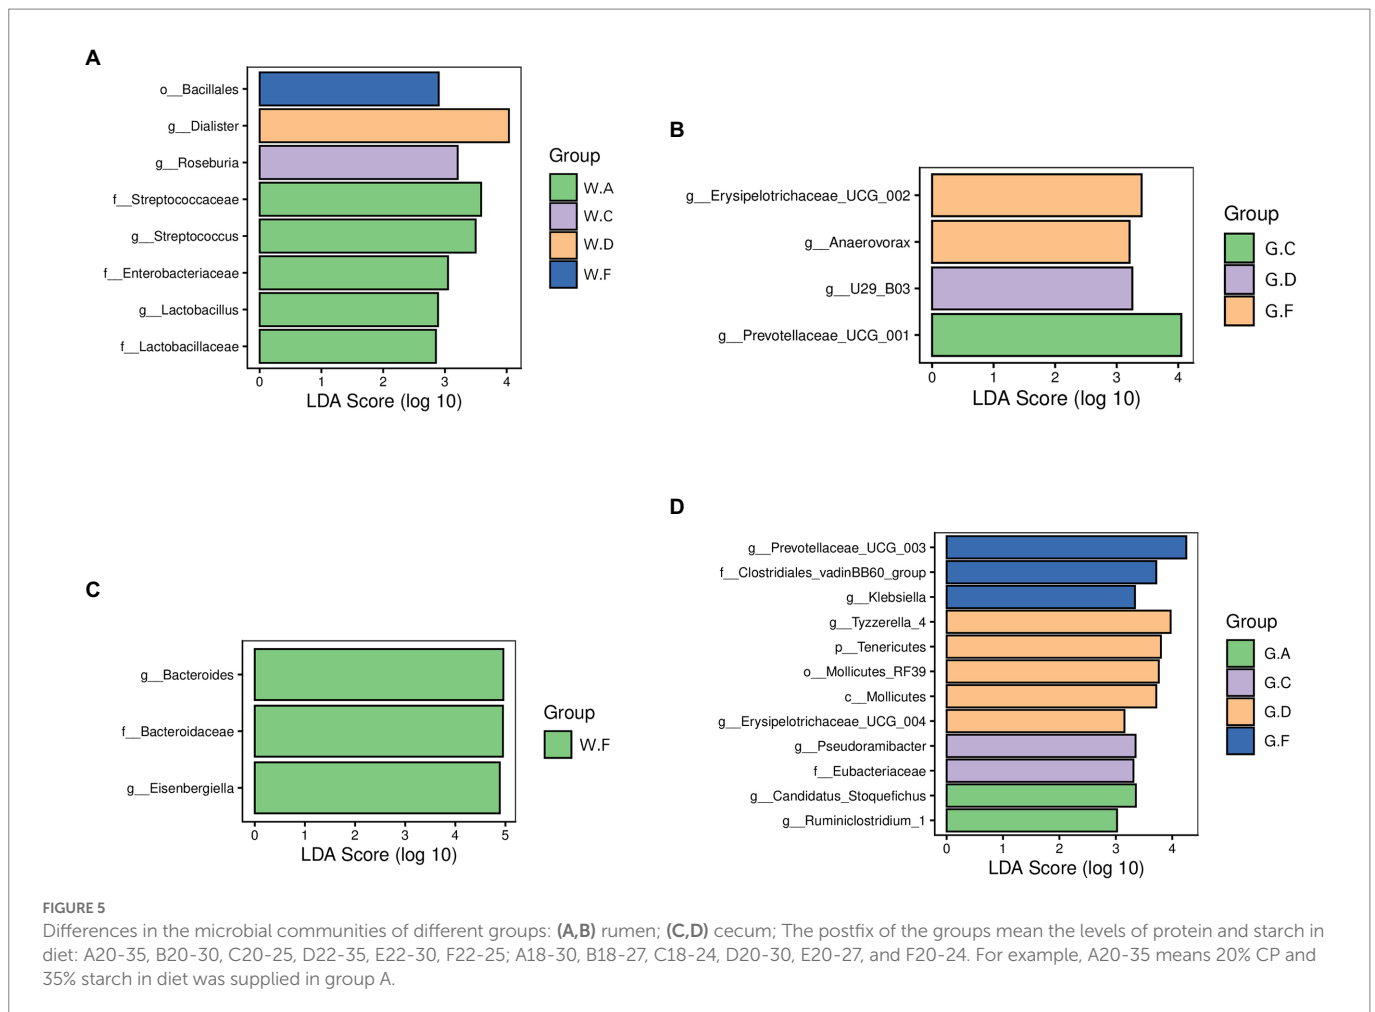 A
o__Bacillales
g__Dialister
g__Roseburia
f__Streptococcaceae
g__Streptococcus
f__Enterobacteriaceae
g__Lactobacillus
f__Lactobacillaceae
0 1 2 3 4
LDA Score (log 10)
Group
W.A
W.C
W.D
W.F
B
g__Erysipelotrichaceae_UCG_002
g__Anaerovorax
g__U29_B03
g__Prevotellaceae_UCG_001
0 1 2 3 4
LDA Score (log 10)
Group
G.C
G.D
G.F
C
g__Bacteroides
f__Bacteroidaceae
g__Eisenbergiella
0 1 2 3 4 5
LDA Score (log 10)
Group
W.F
D
g__Prevotellaceae_UCG_003
f__Clostridiales_vadinBB60_group
g__Klebsiella
g__Tyzzerella_4
p__Tenericutes
o__Mollicutes_RF39
c__Mollicutes
g__Erysipelotrichaceae_UCG_004
g__Pseudoramibacter
f__Eubacteriaceae
g__Candidatus_Stoquefichus
g__Ruminiclostridium_1
0 1 2 3 4
LDA Score (log 10)
Group
G.A
G.C
G.D
G.F
FIGURE 5
Differences in the microbial communities of different groups: (A,B) rumen; (C,D) cecum; The postfix of the groups mean the levels of protein and starch in
diet: A20-35, B20-30, C20-25, D22-35, E22-30, F22-25; A18-30, B18-27, C18-24, D20-30, E20-27, and F20-24. For example, A20-35 means 20% CP and
35% starch in diet was supplied in group A.